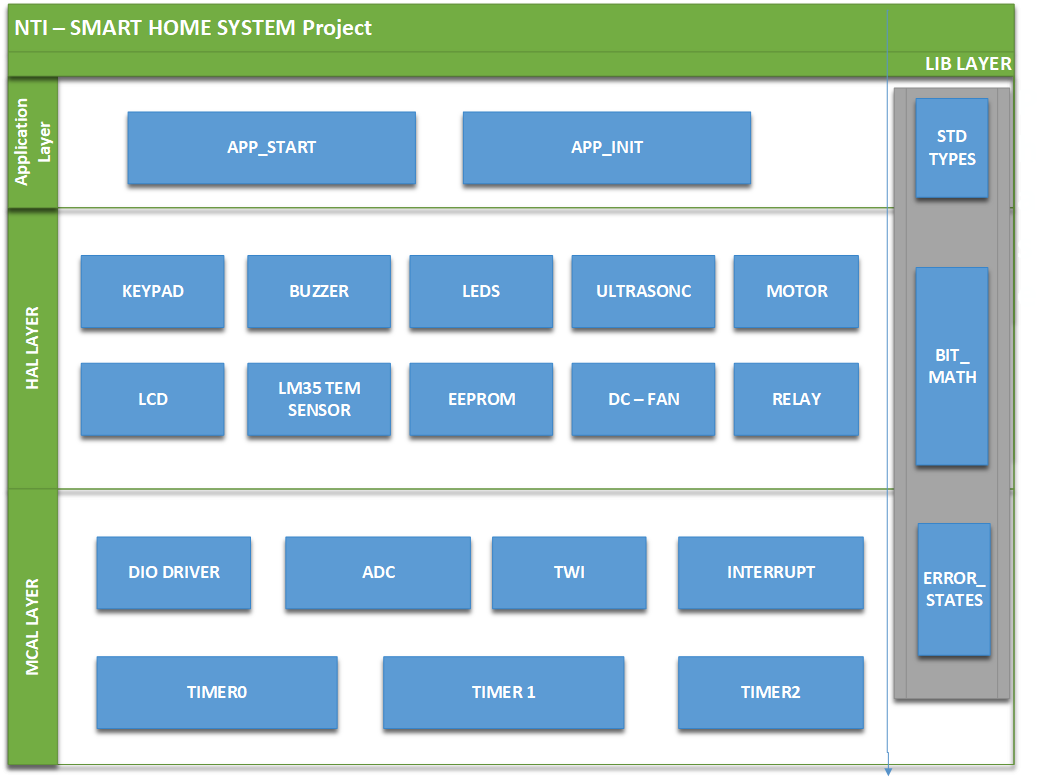 NTI – SMART HOME SYSTEM Project
LIB LAYER
Application
Layer
APP_START
APP_INIT
STD
TYPES
HAL LAYER
KEYPAD
BUZZER
LEDS
ULTRASONC
MOTOR
BIT_
MATH
LCD
LM35 TEM
SENSOR
EEPROM
DC – FAN
RELAY
MCAL LAYER
DIO DRIVER
ADC
TWI
INTERRUPT
ERROR_
STATES
TIMER0
TIMER 1
TIMER2